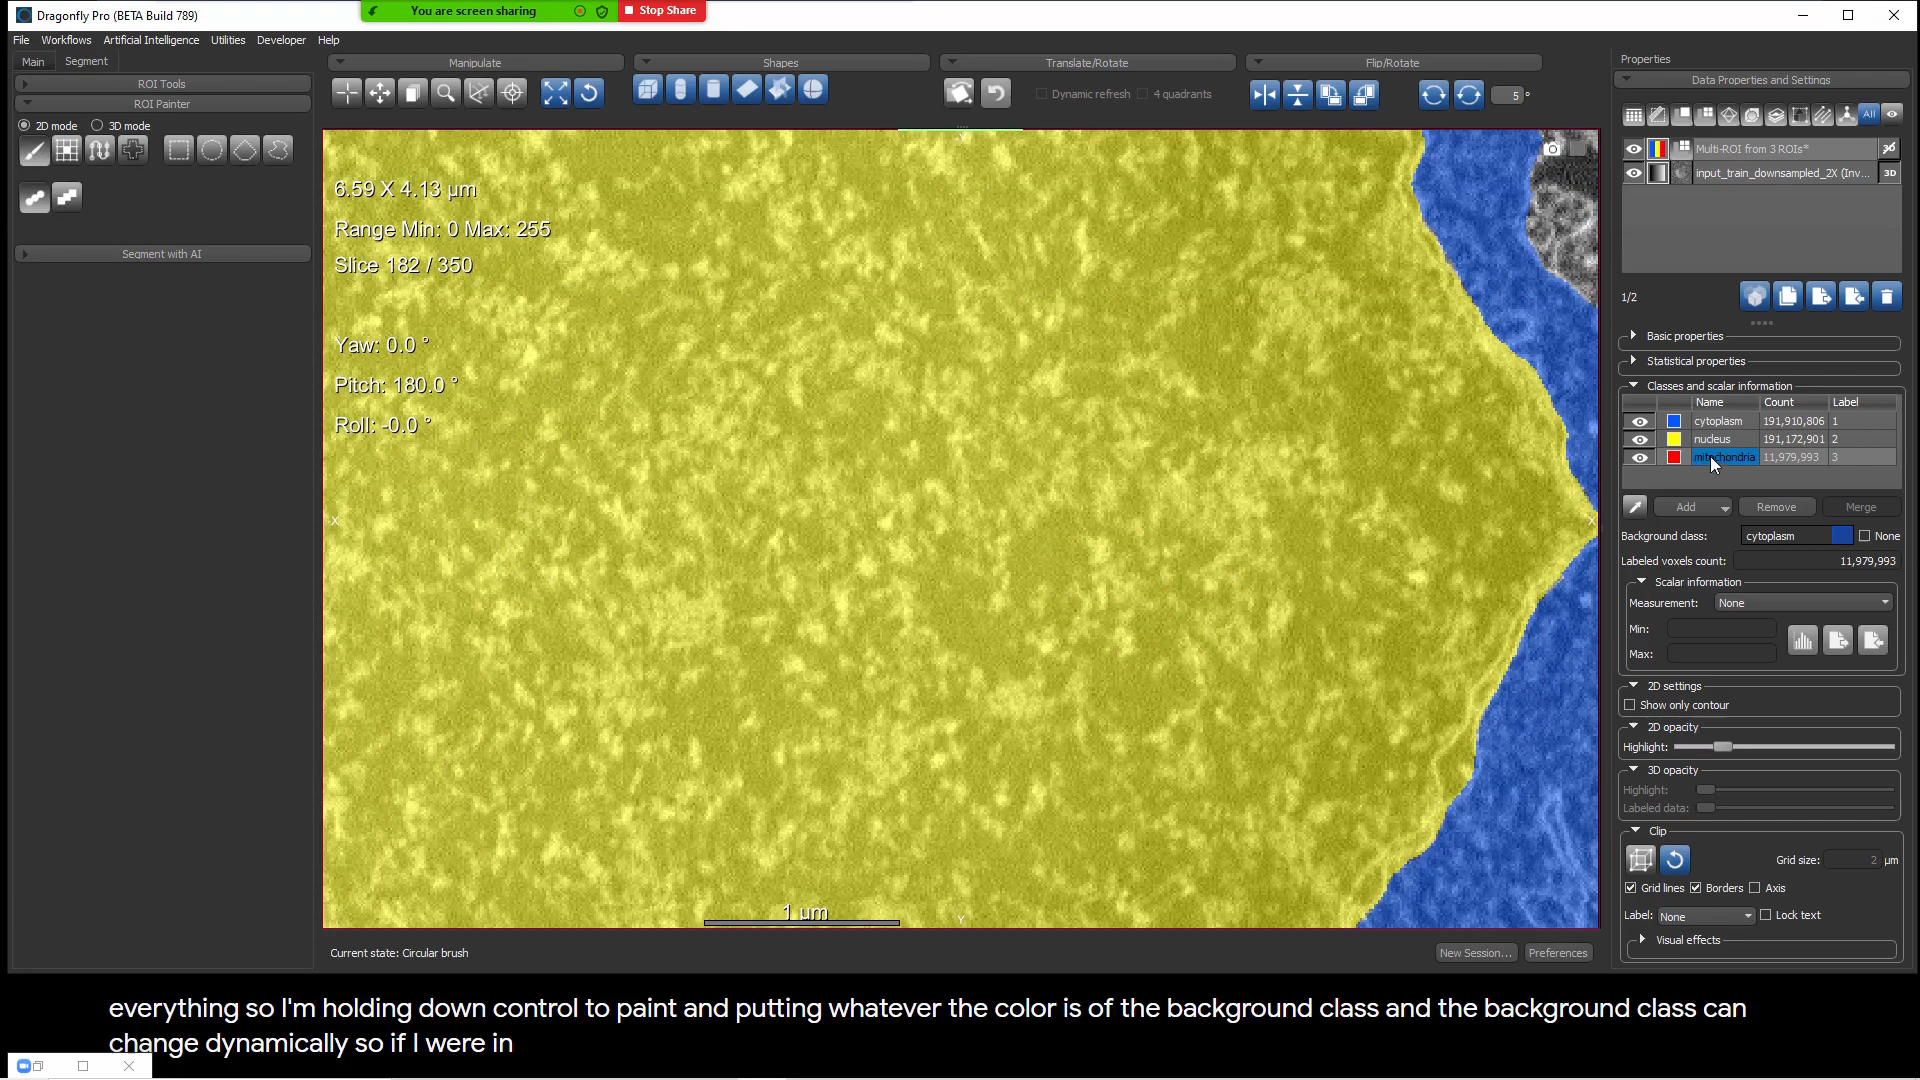 Dragonfly Pro (BETA Build 789)
You are screen sharing
Stop Share
File Workflows Artificial Intelligence Utilities Developer Help
Main Segment
ROI Tools
ROI Painter
2D mode 3D mode
Segment with AI
Manipulate
Shapes
Translate/Rotate
Flip/Rotate
Dynamic refresh 4 quadrants
5 °
6.59 X 4.13 µm
Range Min: 0 Max: 255
Slice 182 / 350
Yaw: 0.0 °
Pitch: 180.0 °
Roll: -0.0 °
X
X
Y
Y
1 µm
Current state: Circular brush
New Session...
Preferences
Properties
Data Properties and Settings
All
Multi-ROI from 3 ROIs*
input_train_downsampled_2X (Inv...
3D
1/2
Basic properties
Statistical properties
Classes and scalar information
Name Count Label
cytoplasm 191,910,806 1
nucleus 191,172,901 2
mitochondria 11,979,993 3
Add Remove Merge
Background class: cytoplasm None
Labeled voxels count: 11,979,993
Scalar information
Measurement: None
Min:
Max:
2D settings
Show only contour
2D opacity
Highlight:
3D opacity
Highlight:
Labeled data:
Clip
Grid size: 2 µm
Grid lines Borders Axis
Label: None Lock text
Visual effects
everything so I'm holding down control to paint and putting whatever the color is of the background class and the background class can
change dynamically so if I were in